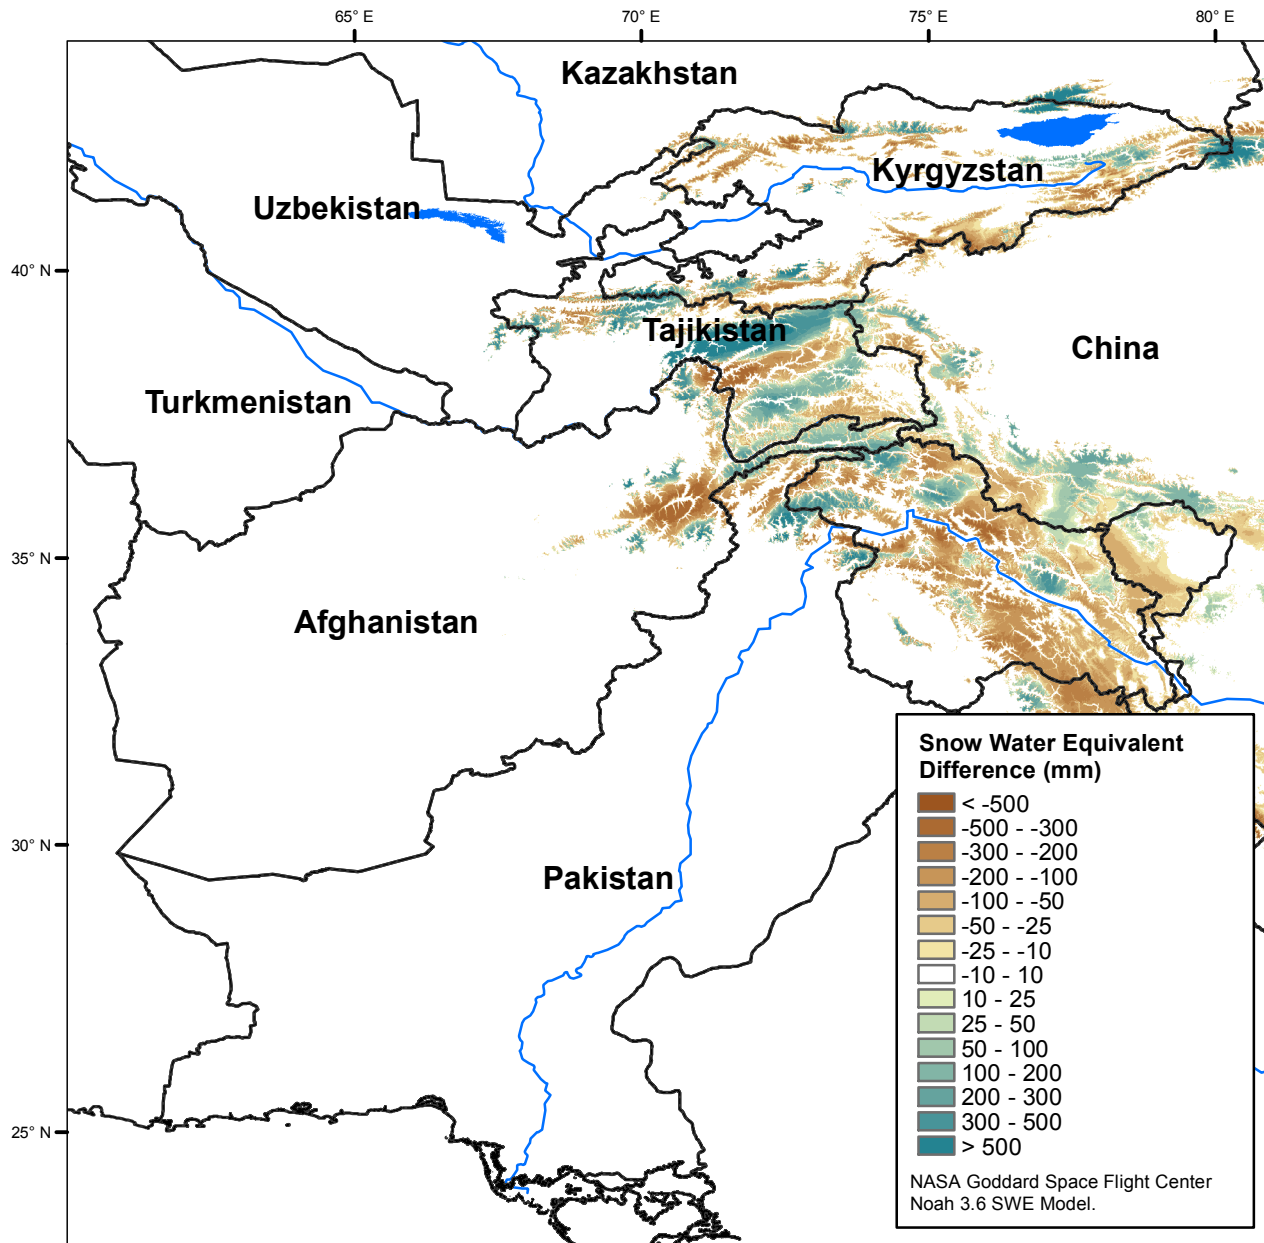 65° E
70° E
75° E
80° E
Kazakhstan
Kyrgyzstan
Uzbekistan
40° N
Tajikistan
China
Turkmenistan
35° N
Afghanistan
Snow Water Equivalent
Difference (mm)
< -500
-500 - -300
-300 - -200
-200 - -100
-100 - -50
-50 - -25
-25 - -10
-10 - 10
10 - 25
25 - 50
50 - 100
100 - 200
200 - 300
300 - 500
> 500
NASA Goddard Space Flight Center
Noah 3.6 SWE Model.
30° N
Pakistan
25° N